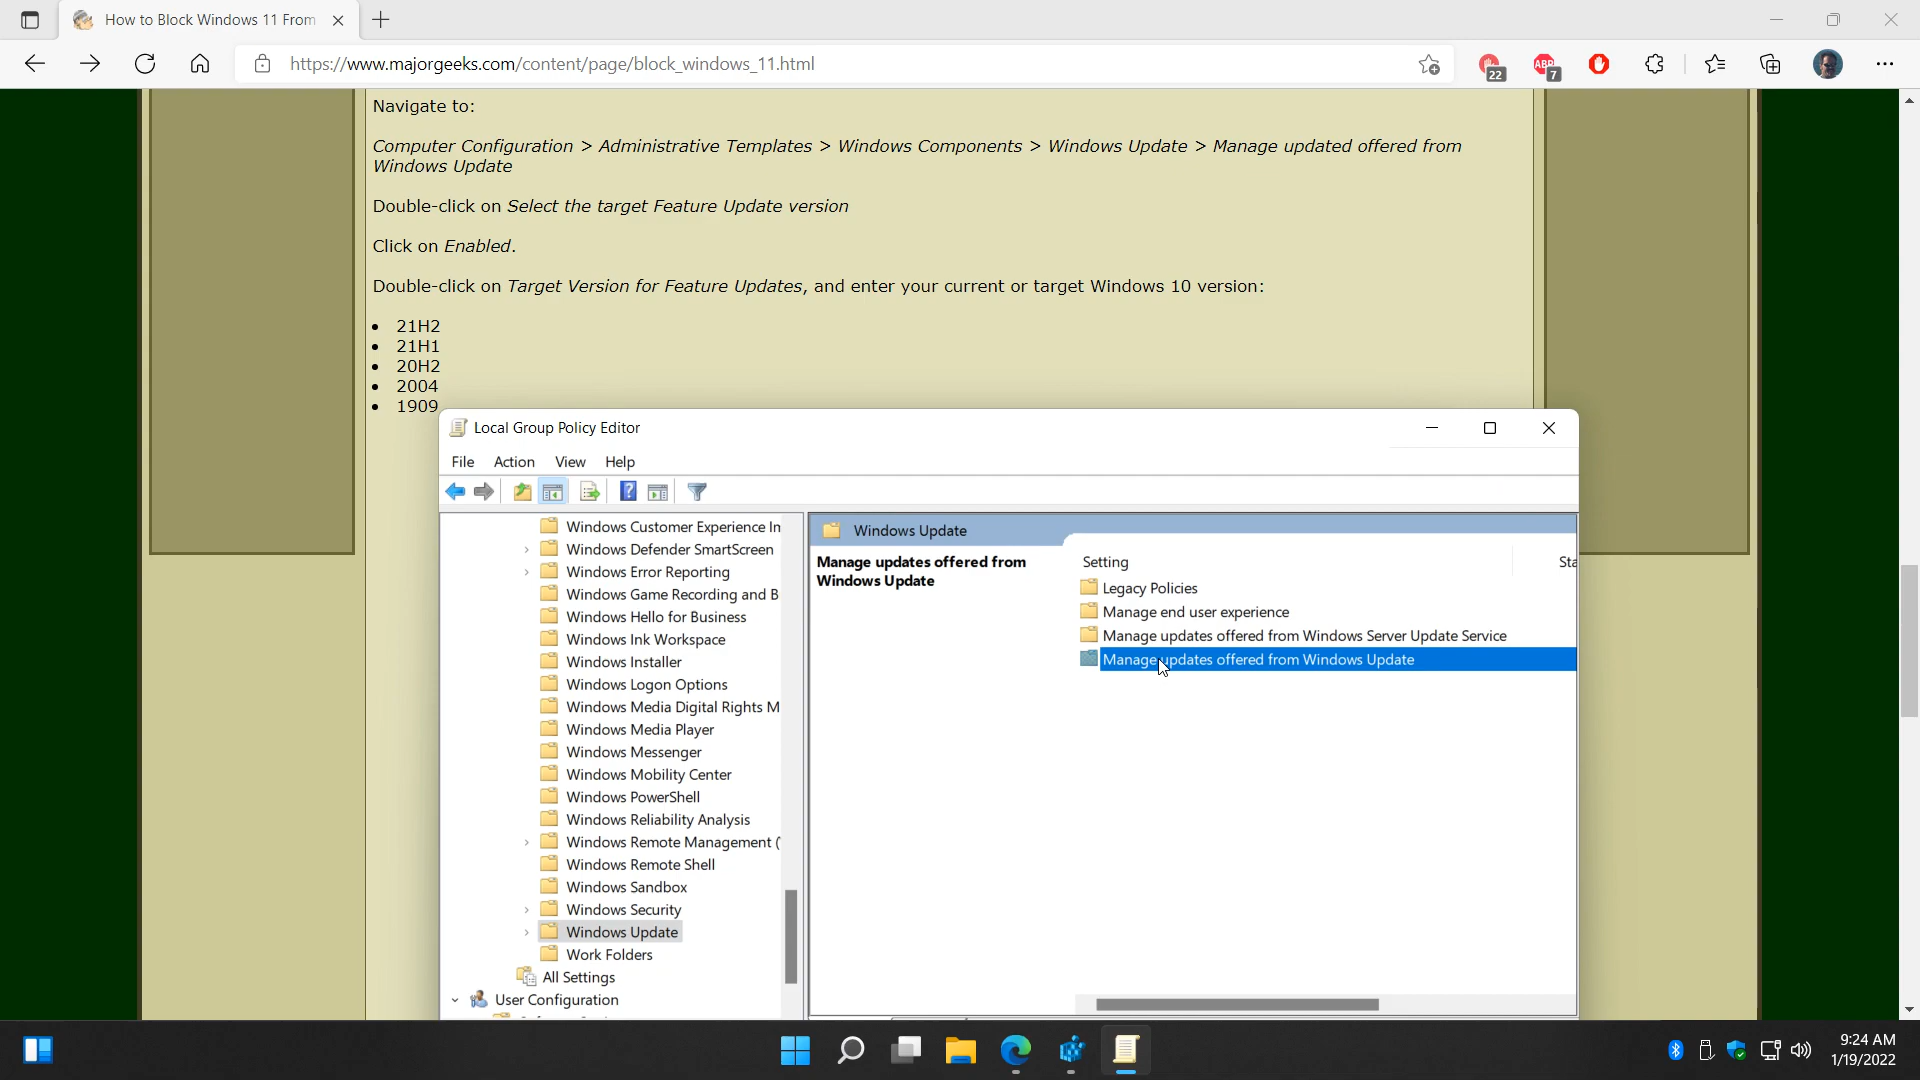 How to Block Windows 11 From
https://www.majorgeeks.com/content/page/block_windows_11.html
22
ABP
7
Navigate to:
Computer Configuration > Administrative Templates > Windows Components > Windows Update > Manage updated offered from
Windows Update
Double-click on Select the target Feature Update version
Click on Enabled.
Double-click on Target Version for Feature Updates, and enter your current or target Windows 10 version:
• 21H2
• 21H1
• 20H2
• 2004
• 1909
Local Group Policy Editor
File Action View Help
Windows Customer Experience In
Windows Defender SmartScreen
Windows Error Reporting
Windows Game Recording and B
Windows Hello for Business
Windows Ink Workspace
Windows Installer
Windows Logon Options
Windows Media Digital Rights M
Windows Media Player
Windows Messenger
Windows Mobility Center
Windows PowerShell
Windows Reliability Analysis
Windows Remote Management (
Windows Remote Shell
Windows Sandbox
Windows Security
Windows Update
Work Folders
All Settings
User Configuration
Windows Update
Manage updates offered from
Windows Update
Setting Sta
Legacy Policies
Manage end user experience
Manage updates offered from Windows Server Update Service
Manage updates offered from Windows Update
9:24 AM
1/19/2022